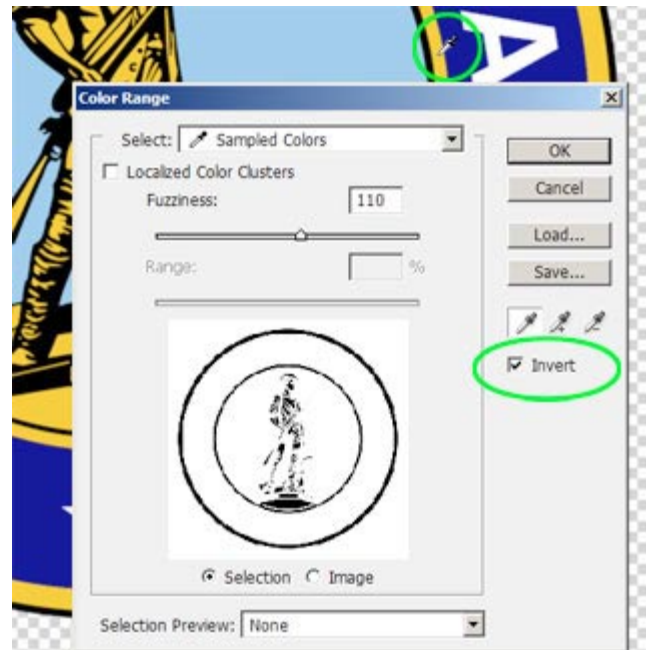 A
Color Range
Select: Sampled Colors
OK
Localized Color Clusters
Cancel
Fuzziness: 110
Load...
Range: %
Save...
Invert
Selection Image
Selection Preview: None